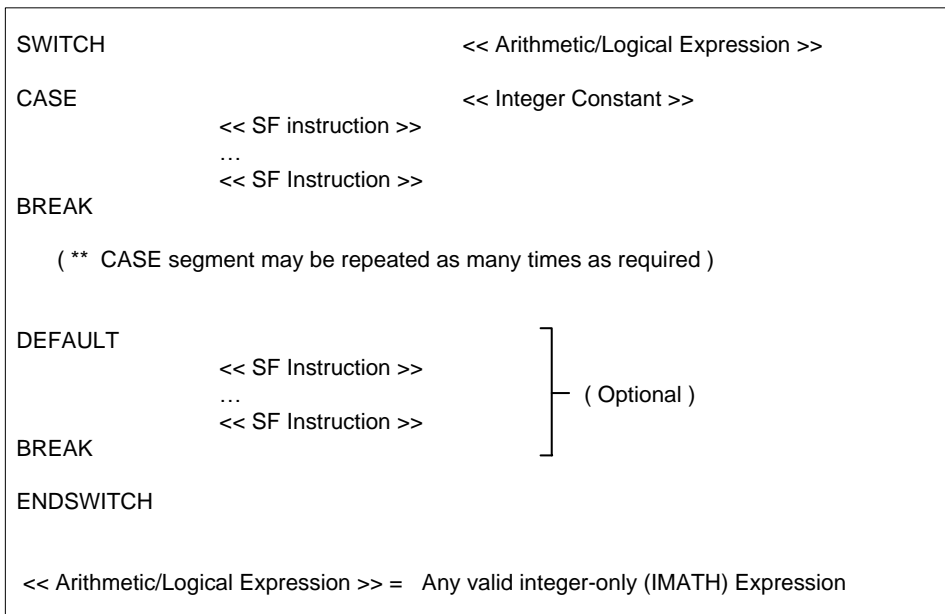 SWITCH << Arithmetic/Logical Expression >>
CASE << Integer Constant >>
<< SF instruction >>
…
<< SF Instruction >>
BREAK
( ** CASE segment may be repeated as many times as required )
DEFAULT
<< SF Instruction >>
…
( Optional )
<< SF Instruction >>
BREAK
ENDSWITCH
<< Arithmetic/Logical Expression >> = Any valid integer-only (IMATH) Expression